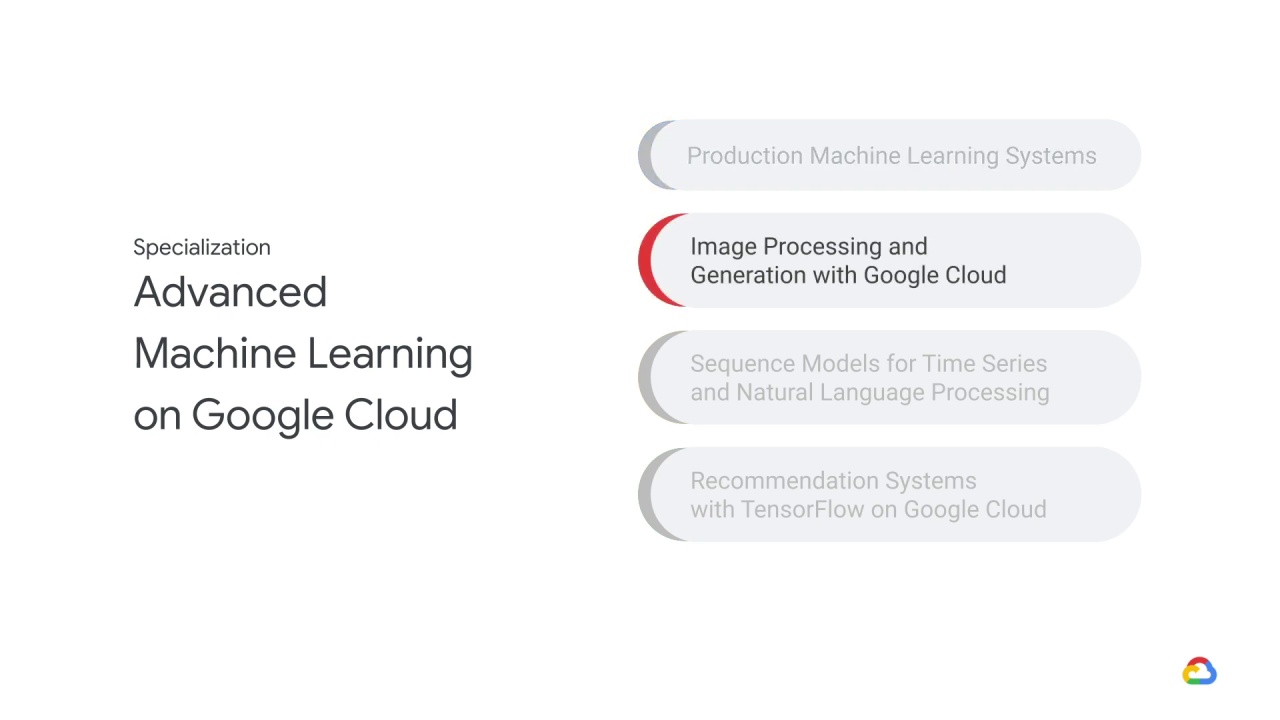 Specialization
Advanced
Machine Learning
on Google Cloud
Production Machine Learning Systems
Image Processing and
Generation with Google Cloud
Sequence Models for Time Series
and Natural Language Processing
Recommendation Systems
with TensorFlow on Google Cloud